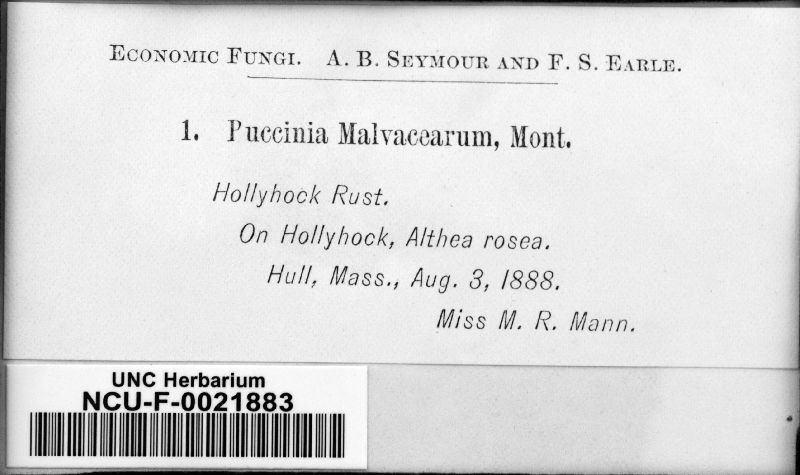 Economic Fungi. A. B. Seymour and F. S. Earle.
1. Puccinia Malvacearum, Mont.
Hollyhock Rust.
On Hollyhock, Althea rosea.
Hull, Mass., Aug. 3, 1888.
Miss M. R. Mann.
UNC Herbarium
NCU-F-0021883